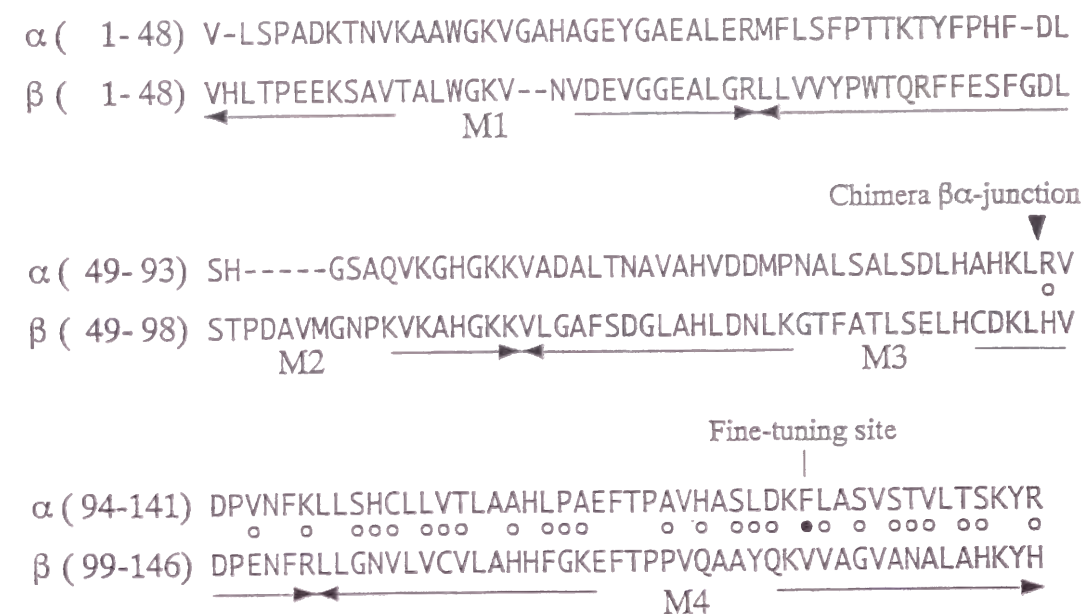 α ( 1-48) V-LSPADKTNVKAAWGKVGAHAGEYGAEALERMFLSFPTTKTYFPHF-DL
β ( 1-48) VHLTPEEKSAVTALWGKV--NVDEVGGEALGRLLVVYPWTQRFFESFGDL
M1
Chimera βα-junction
α ( 49-93) SH-----GSAQVKGHGKKVADALTNAVAHVDDMPNALSALSDLHAHKLRV
β ( 49-98) STPDAVMGNPKVKAHGKKVLGAFSDGLAHLDNLKGTFATLSELHCDKLHV
M2 M3
Fine-tuning site
α ( 94-141) DPVNFKLLSHCLLVTLAAHLPAEFTPAVHASLDKFLASVSTVLTSKYR
β ( 99-146) DPENFRLLGNVLVCVLAHHFGKEFTPPVQAAYQKVVAGVANALAHKYH
M4